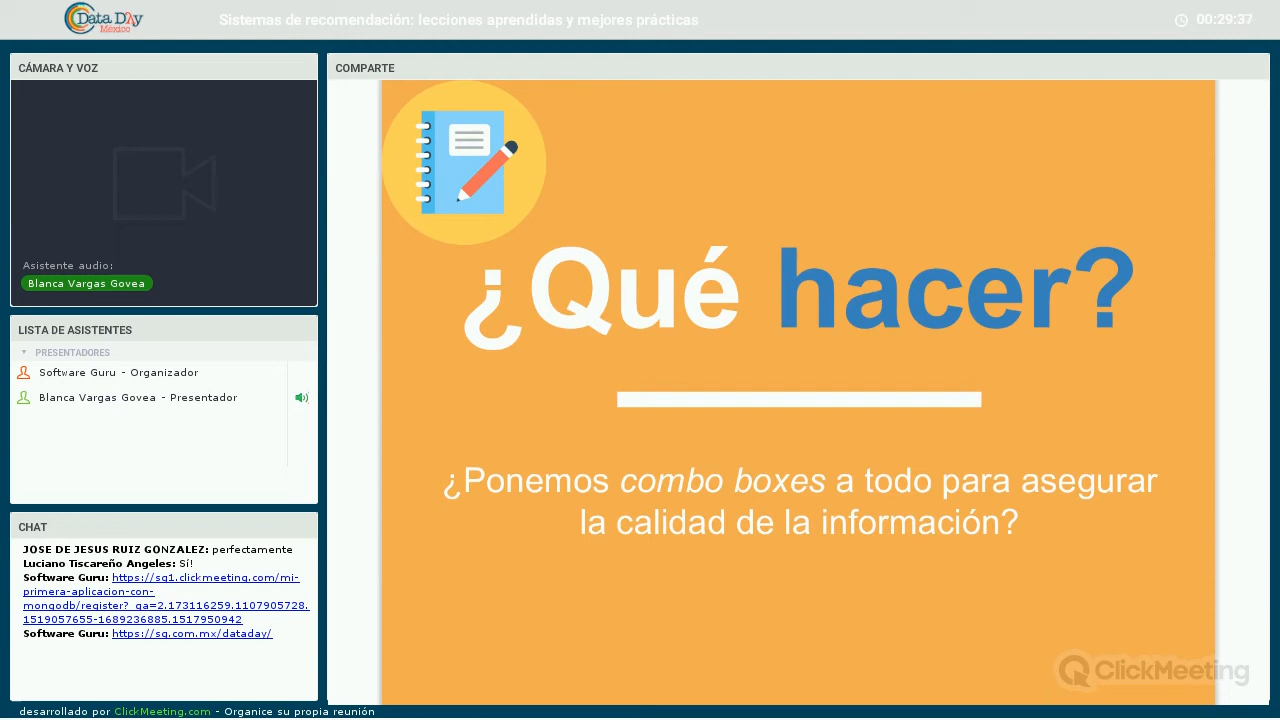 Data Day
México
Sistemas de recomendación: lecciones aprendidas y mejores prácticas
00:29:37
CÁMARA Y VOZ
Asistente audio:
Blanca Vargas Govea
LISTA DE ASISTENTES
PRESENTADORES
Software Guru - Organizador
Blanca Vargas Govea - Presentador
CHAT
JOSE DE JESUS RUIZ GONZALEZ: perfectamente
Luciano Tiscareño Angeles: Sí!
Software Guru: https://sg1.clickmeeting.com/mi-
primera-aplicacion-con-
mongodb/register?_ga=2.173116259.1107905728.
1519057655-1689236885.1517950942
Software Guru: https://sg.com.mx/dataday/
COMPARTE
¿Qué hacer?
¿Ponemos combo boxes a todo para asegurar
la calidad de la información?
ClickMeeting
desarrollado por ClickMeeting.com - Organice su propia reunión